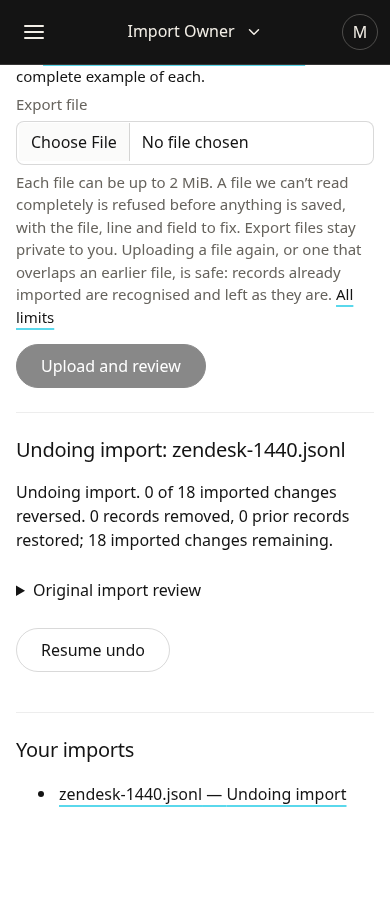 Import Owner
M
complete example of each.
Export file
Choose File No file chosen
Each file can be up to 2 MiB. A file we can’t read
completely is refused before anything is saved,
with the file, line and field to fix. Export files stay
private to you. Uploading a file again, or one that
overlaps an earlier file, is safe: records already
imported are recognised and left as they are. All
limits
Upload and review
Undoing import: zendesk-1440.jsonl
Undoing import. 0 of 18 imported changes
reversed. 0 records removed, 0 prior records
restored; 18 imported changes remaining.
Original import review
Resume undo
Your imports
zendesk-1440.jsonl — Undoing import